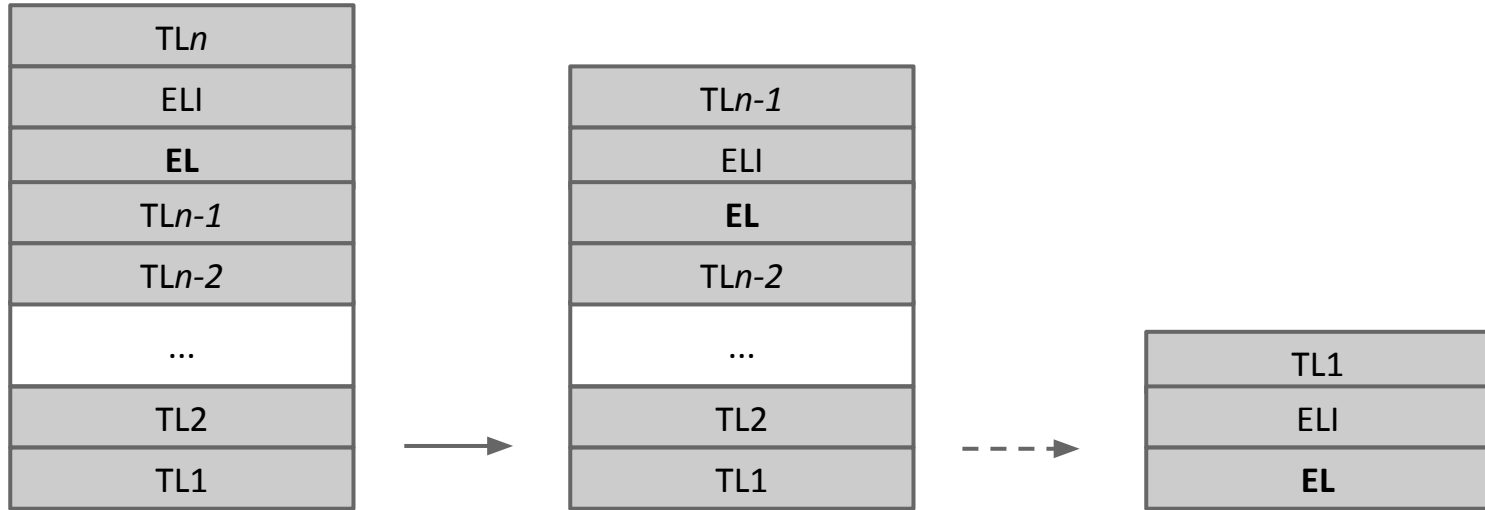 TLn
ELI
EL
TLn-1
TLn-2
...
TL2
TL1
TLn-1
ELI
EL
TLn-2
...
TL2
TL1
TL1
ELI
EL